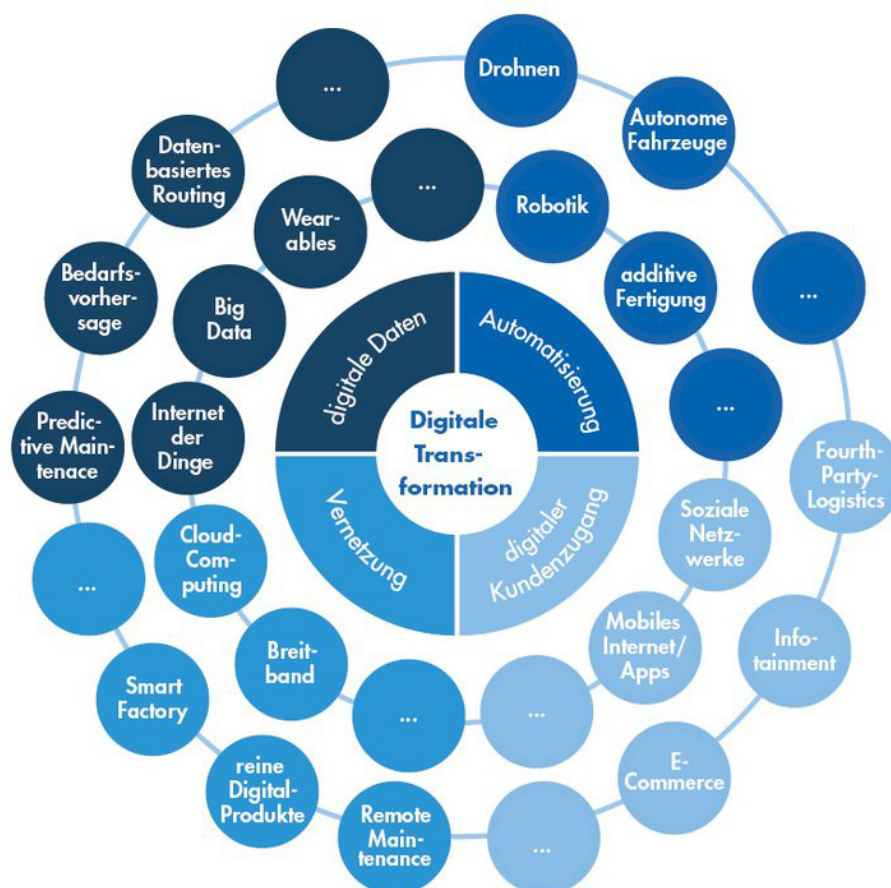 Digitale
Trans-
formation
digitale Daten
Automatisierung
digitaler
Kundenzugang
Vernetzung
...
Robotik
additive
Fertigung
...
Soziale
Netz-
werke
Mobiles
Internet/
Apps
...
...
Breit-
band
Cloud-
Com-
puting
Internet
der
Dinge
Big
Data
Wear-
ables
...
Drohnen
Autonome
Fahrzeuge
...
Fourth-
Party-
Logistics
Info-
tainment
E-
Commerce
...
Remote
Main-
tenance
reine
Digital-
Produkte
Smart
Factory
...
Predic-
tive Main-
tenace
Bedarfs-
vorher-
sage
Daten-
basiertes
Routing